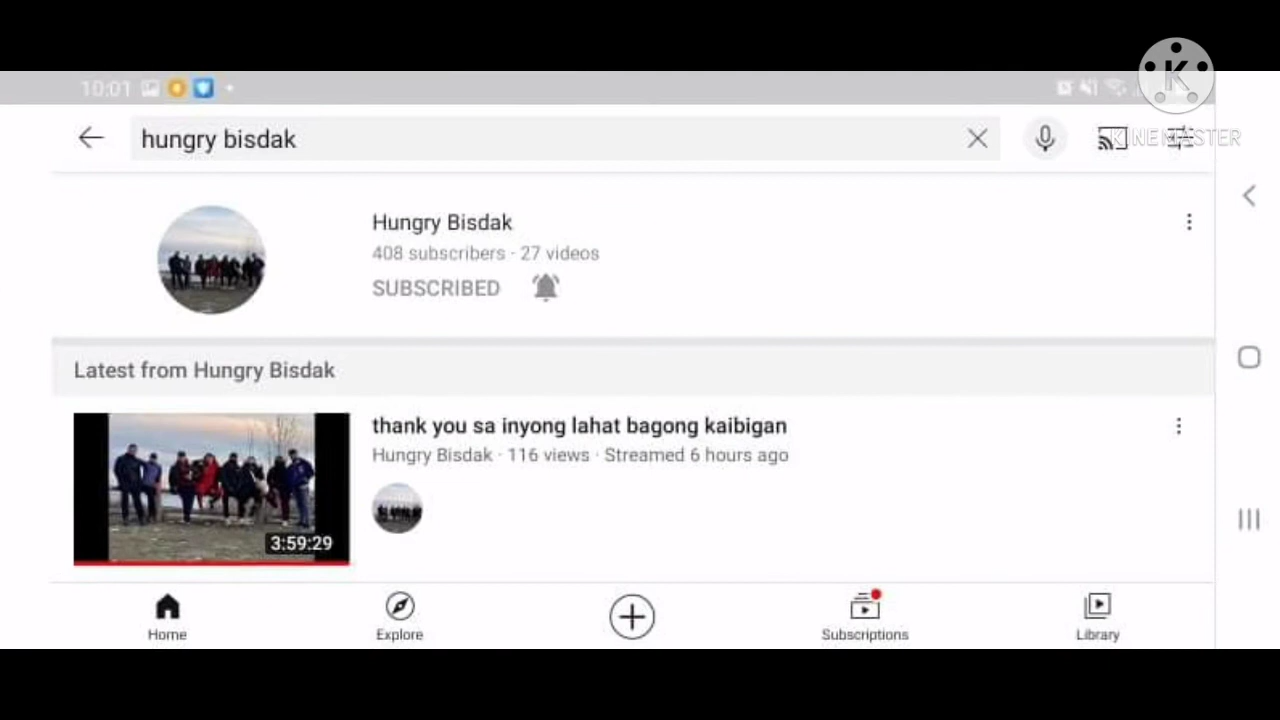 K
KINEMASTER
10:01
hungry bisdak
Hungry Bisdak
408 subscribers · 27 videos
SUBSCRIBED
Latest from Hungry Bisdak
thank you sa inyong lahat bagong kaibigan
Hungry Bisdak · 116 views · Streamed 6 hours ago
3:59:29
Home
Explore
Subscriptions
Library